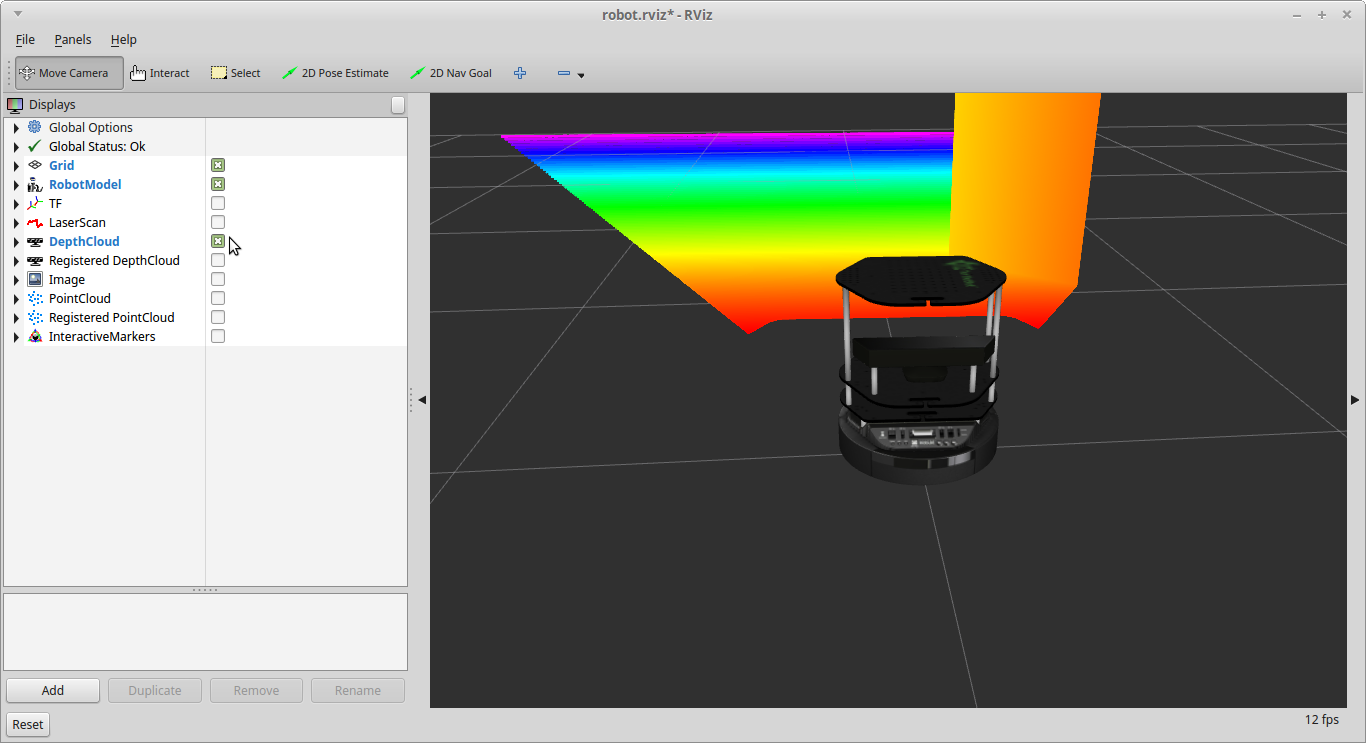 robot.rviz* - RViz
File Panels Help
Move Camera Interact Select 2D Pose Estimate 2D Nav Goal
Displays
Global Options
Global Status: Ok
Grid
RobotModel
TF
LaserScan
DepthCloud
Registered DepthCloud
Image
PointCloud
Registered PointCloud
InteractiveMarkers
Add Duplicate Remove Rename
Reset
12 fps